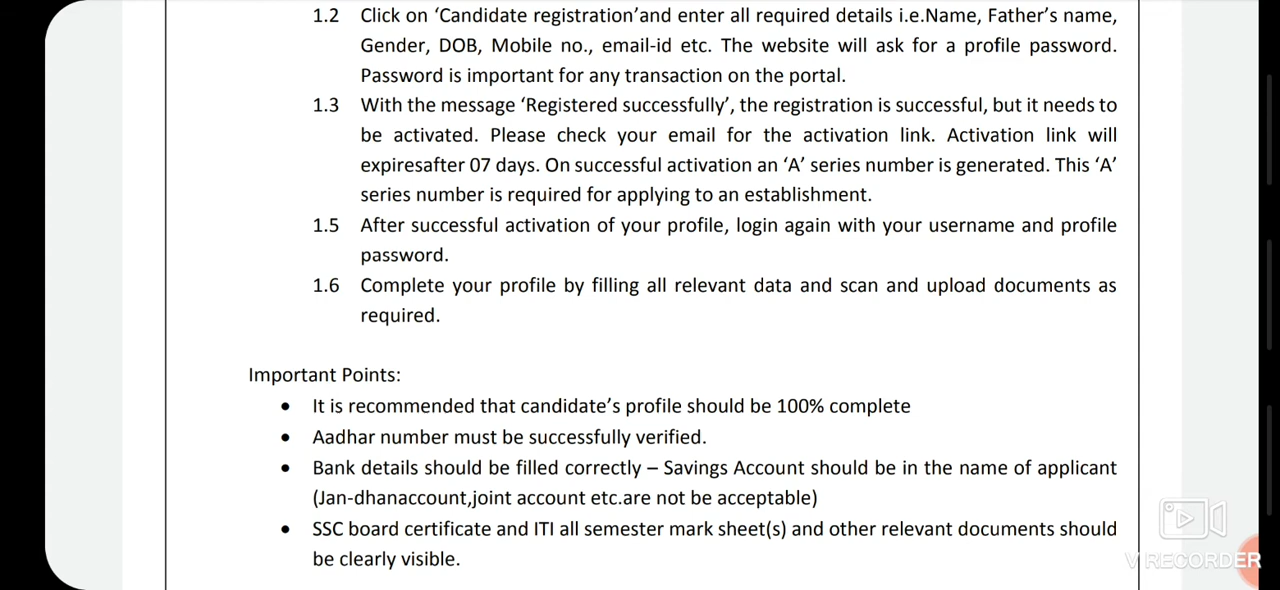 1.2 Click on ‘Candidate registration’and enter all required details i.e.Name, Father’s name,
Gender, DOB, Mobile no., email-id etc. The website will ask for a profile password.
Password is important for any transaction on the portal.
1.3 With the message ‘Registered successfully’, the registration is successful, but it needs to
be activated. Please check your email for the activation link. Activation link will
expiresafter 07 days. On successful activation an ‘A’ series number is generated. This ‘A’
series number is required for applying to an establishment.
1.5 After successful activation of your profile, login again with your username and profile
password.
1.6 Complete your profile by filling all relevant data and scan and upload documents as
required.
Important Points:
• It is recommended that candidate’s profile should be 100% complete
• Aadhar number must be successfully verified.
• Bank details should be filled correctly – Savings Account should be in the name of applicant
(Jan-dhanaccount,joint account etc.are not be acceptable)
• SSC board certificate and ITI all semester mark sheet(s) and other relevant documents should
be clearly visible.
V RECORDER